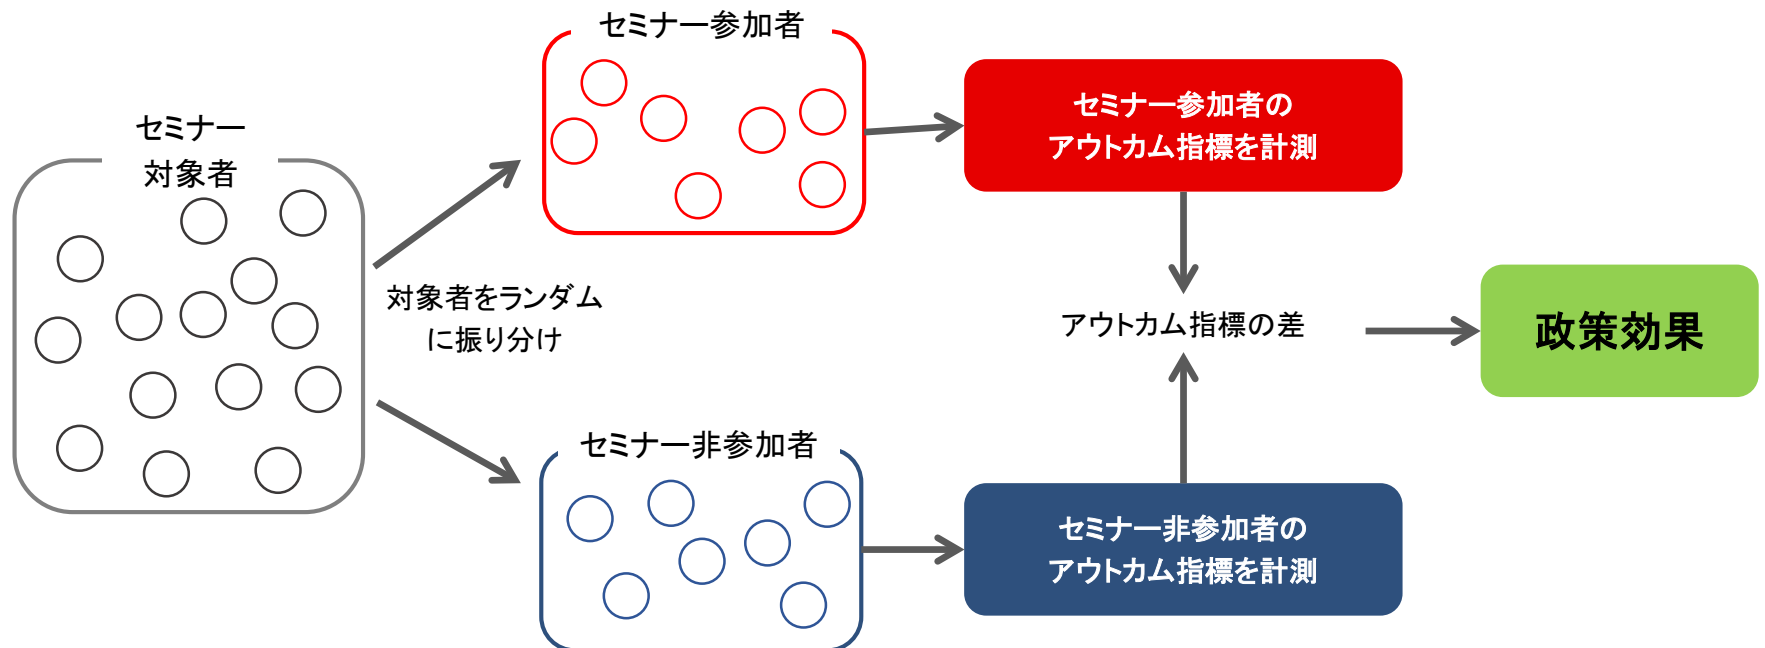 セミナー
対象者
対象者をランダム
に振り分け
セミナー参加者
セミナー参加者の
アウトカム指標を計測
アウトカム指標の差
政策効果
セミナー非参加者
セミナー非参加者の
アウトカム指標を計測